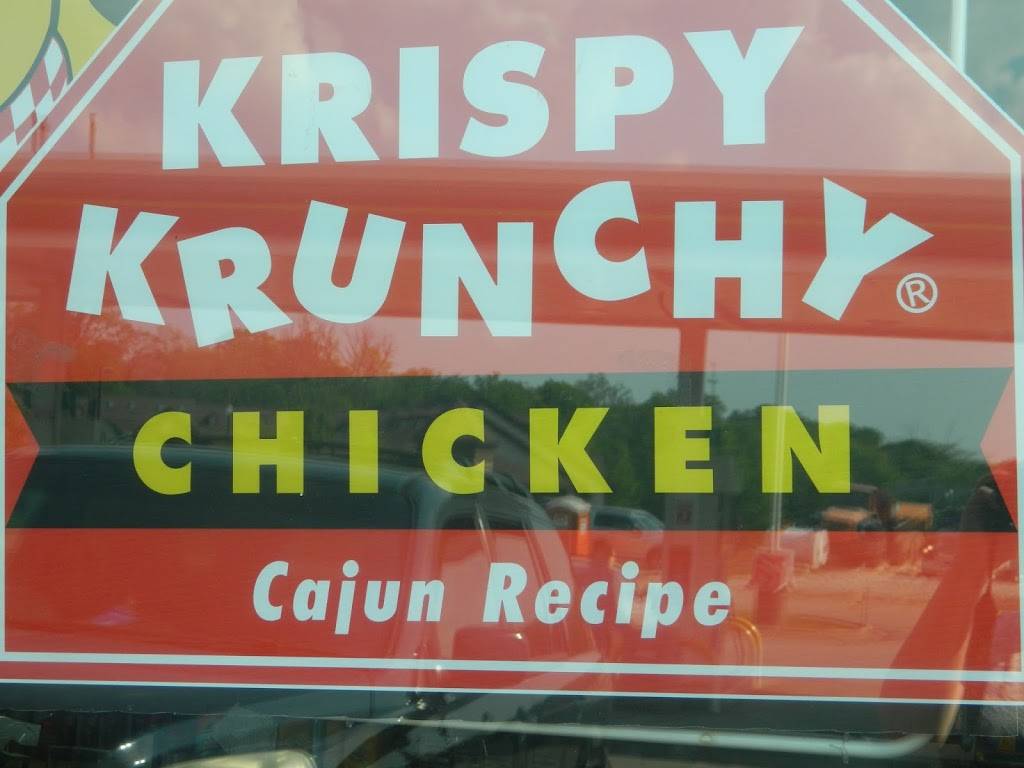 KRISPY
KRUNCHY®
CHICKEN
Cajun Recipe